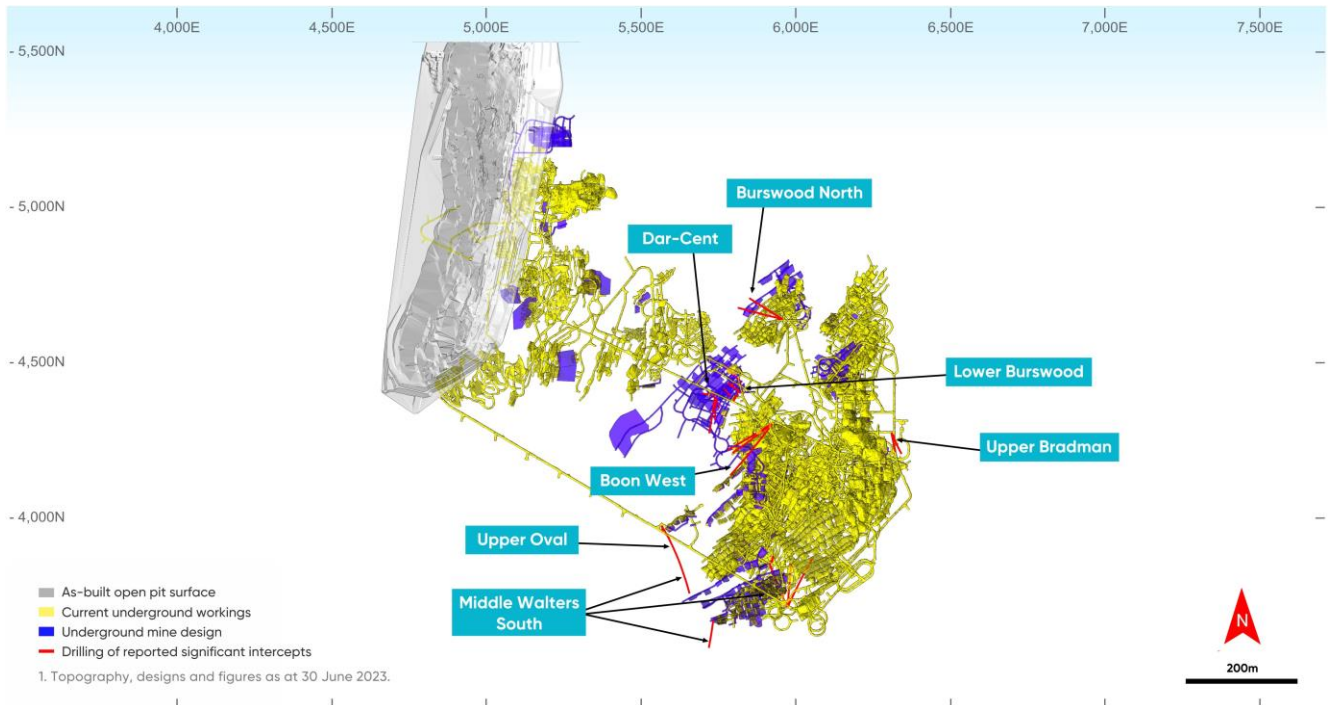 4,000E 4,500E 5,000E 5,500E 6,000E 6,500E 7,000E 7,500E
- 5,500N
- 5,000N
Burswood North
Dar-Cent
- 4,500N
Lower Burswood
Upper Bradman
Boon West
- 4,000N
Upper Oval
Middle Walters
South
As-built open pit surface
Current underground workings
Underground mine design
Drilling of reported significant intercepts
1. Topography, designs and figures as at 30 June 2023.
N
200m